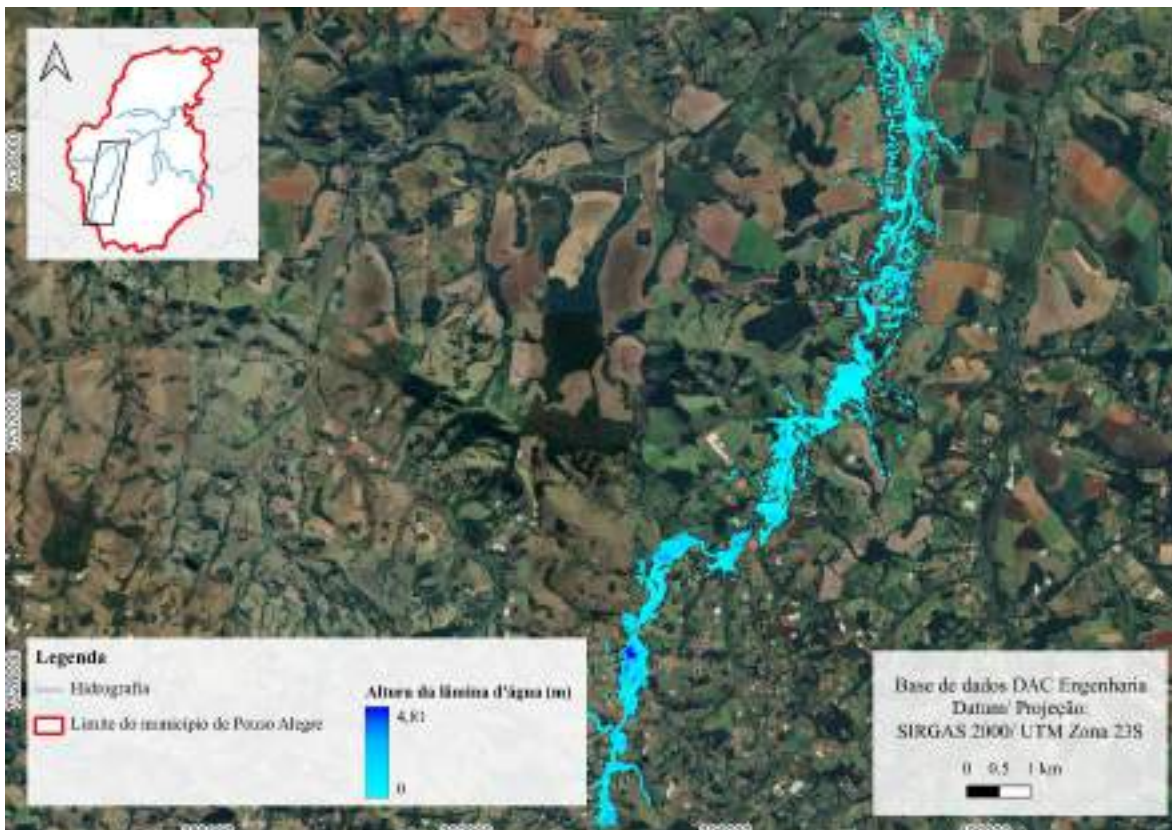 Legenda
Hidrografia
Limite do município de Pouso Alegre
Altura da lâmina d'água (m)
4,81
0
Base de dados DAC Engenharia
Datum/ Projeção:
SIRGAS 2000/ UTM Zona 23S
0 0.5 1 km